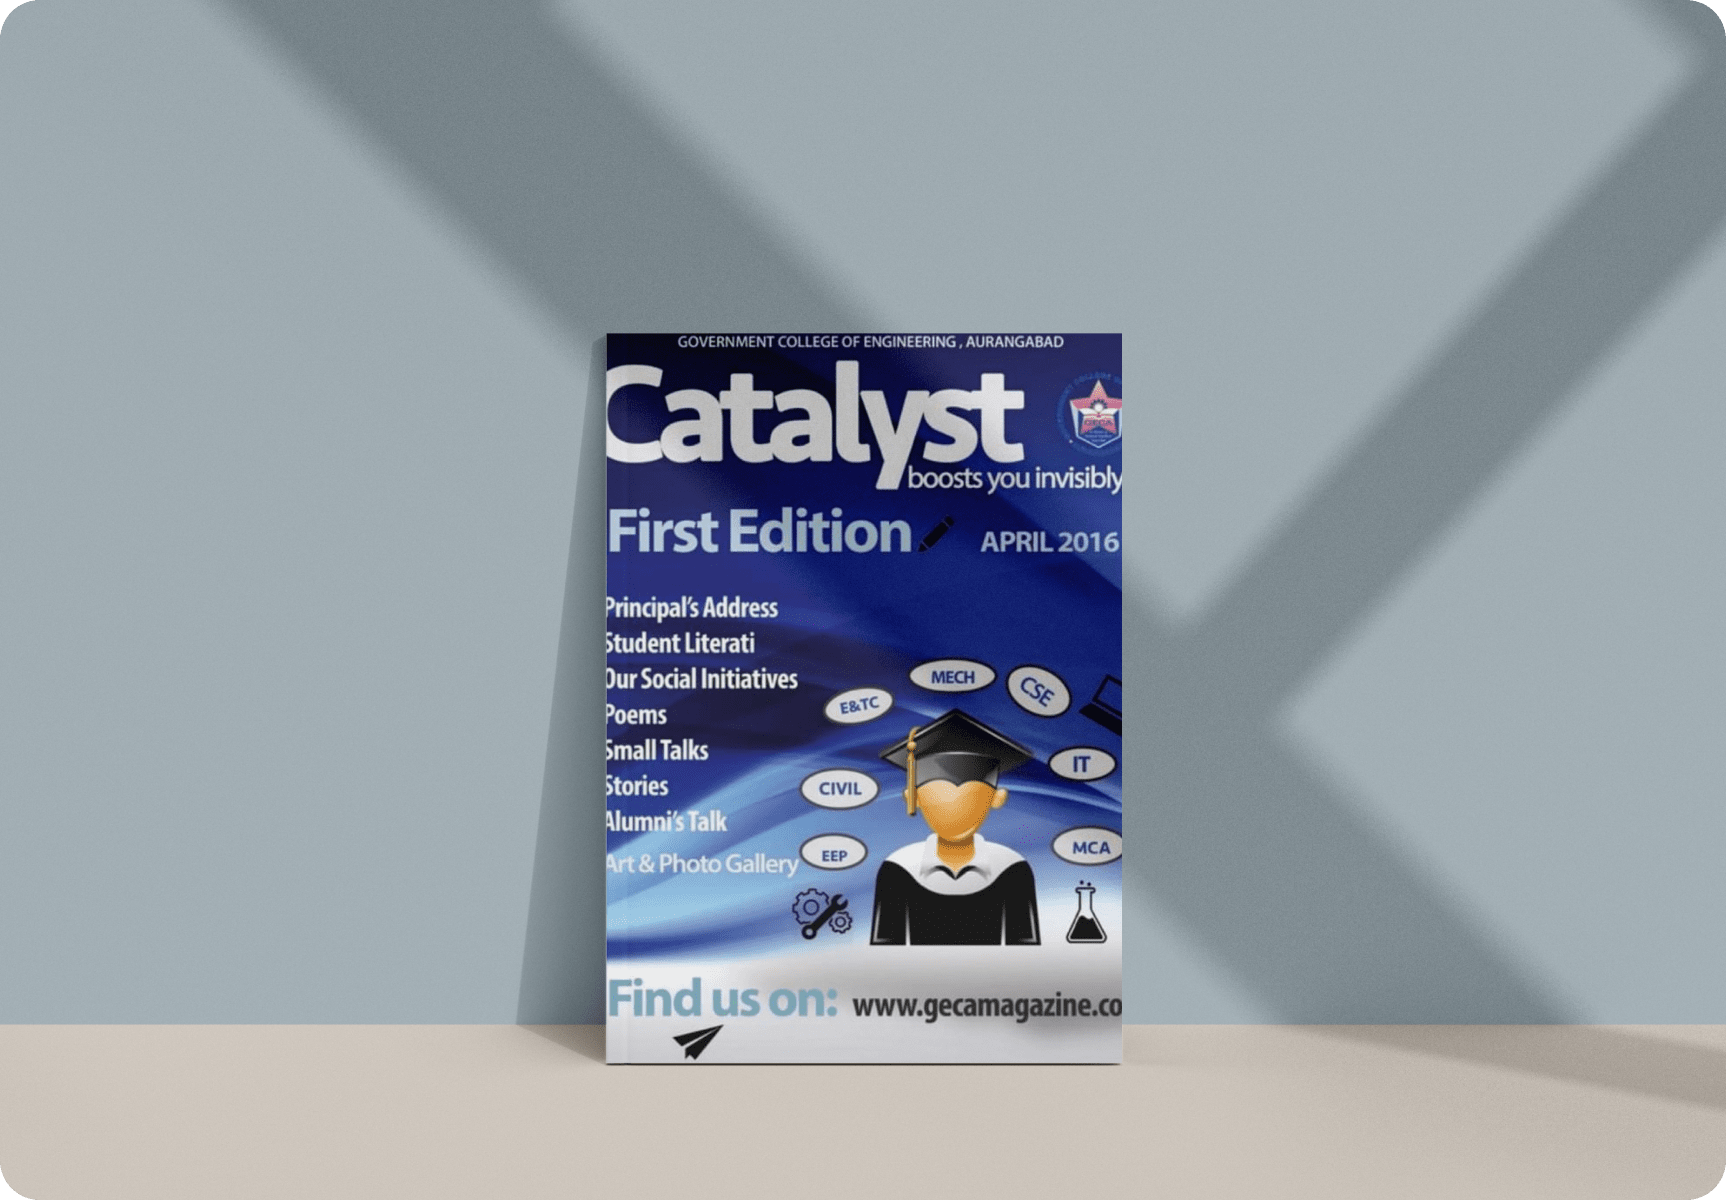 GOVERNMENT COLLEGE OF ENGINEERING , AURANGABAD
Catalyst
GECA
boosts you invisibly
First Edition
APRIL 2016
Principal's Address
Student Literati
Our Social Initiatives
Poems
Small Talks
Stories
Alumni's Talk
Art & Photo Gallery
MECH
CSE
E&TC
IT
CIVIL
MCA
EEP
Find us on: www.gecamagazine.co